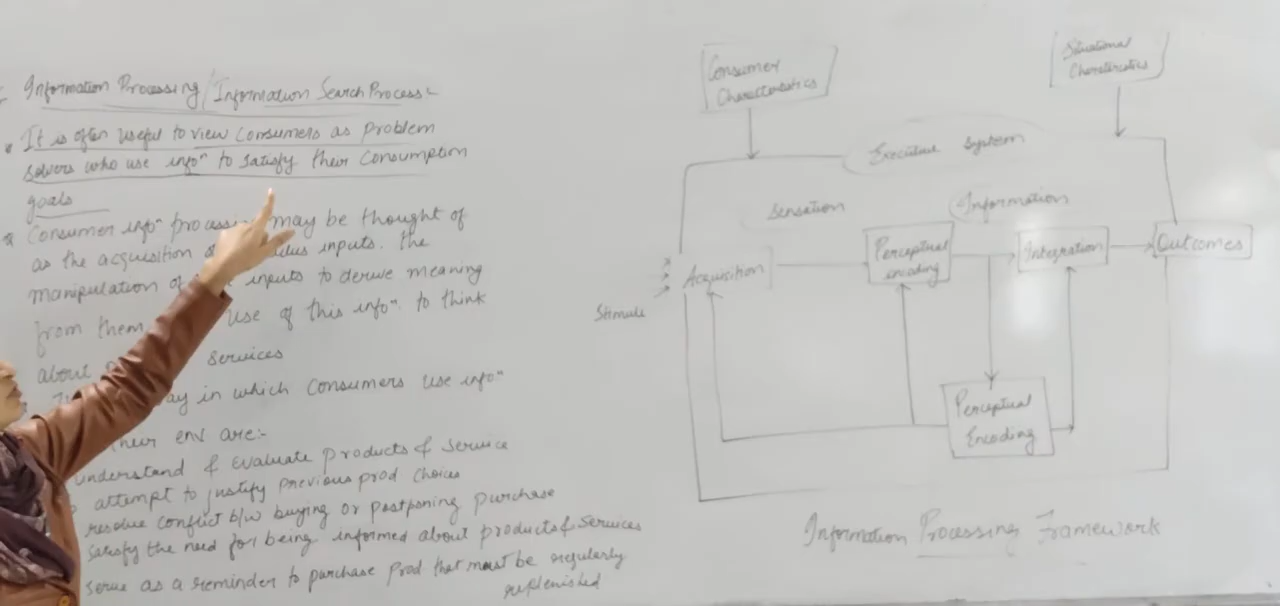 Information Processing/Information Search Process
It is often useful to view Consumers as problem
solvers who use infoⁿ to satisfy their Consumption
goals
Consumer infoⁿ may be thought of
as the acquisition inputs. the
manipulation of inputs to derive meaning
from them use of this infoⁿ. to think
about services
in which consumers use infoⁿ
env are:-
understand & evaluate products & service
attempt to justify previous prod choices
resolve conflict b/w buying or postponing purchase
satisfy the need for being informed about products & services
serve as a reminder to purchase prod that must be regularly
replenished
Consumer
Characteristics
Situational
Executive System
Sensation
Information
Stimuli
Acquisition
Perceptual
encoding
Integration
Outcomes
Perceptual
Encoding
Information Processing Framework